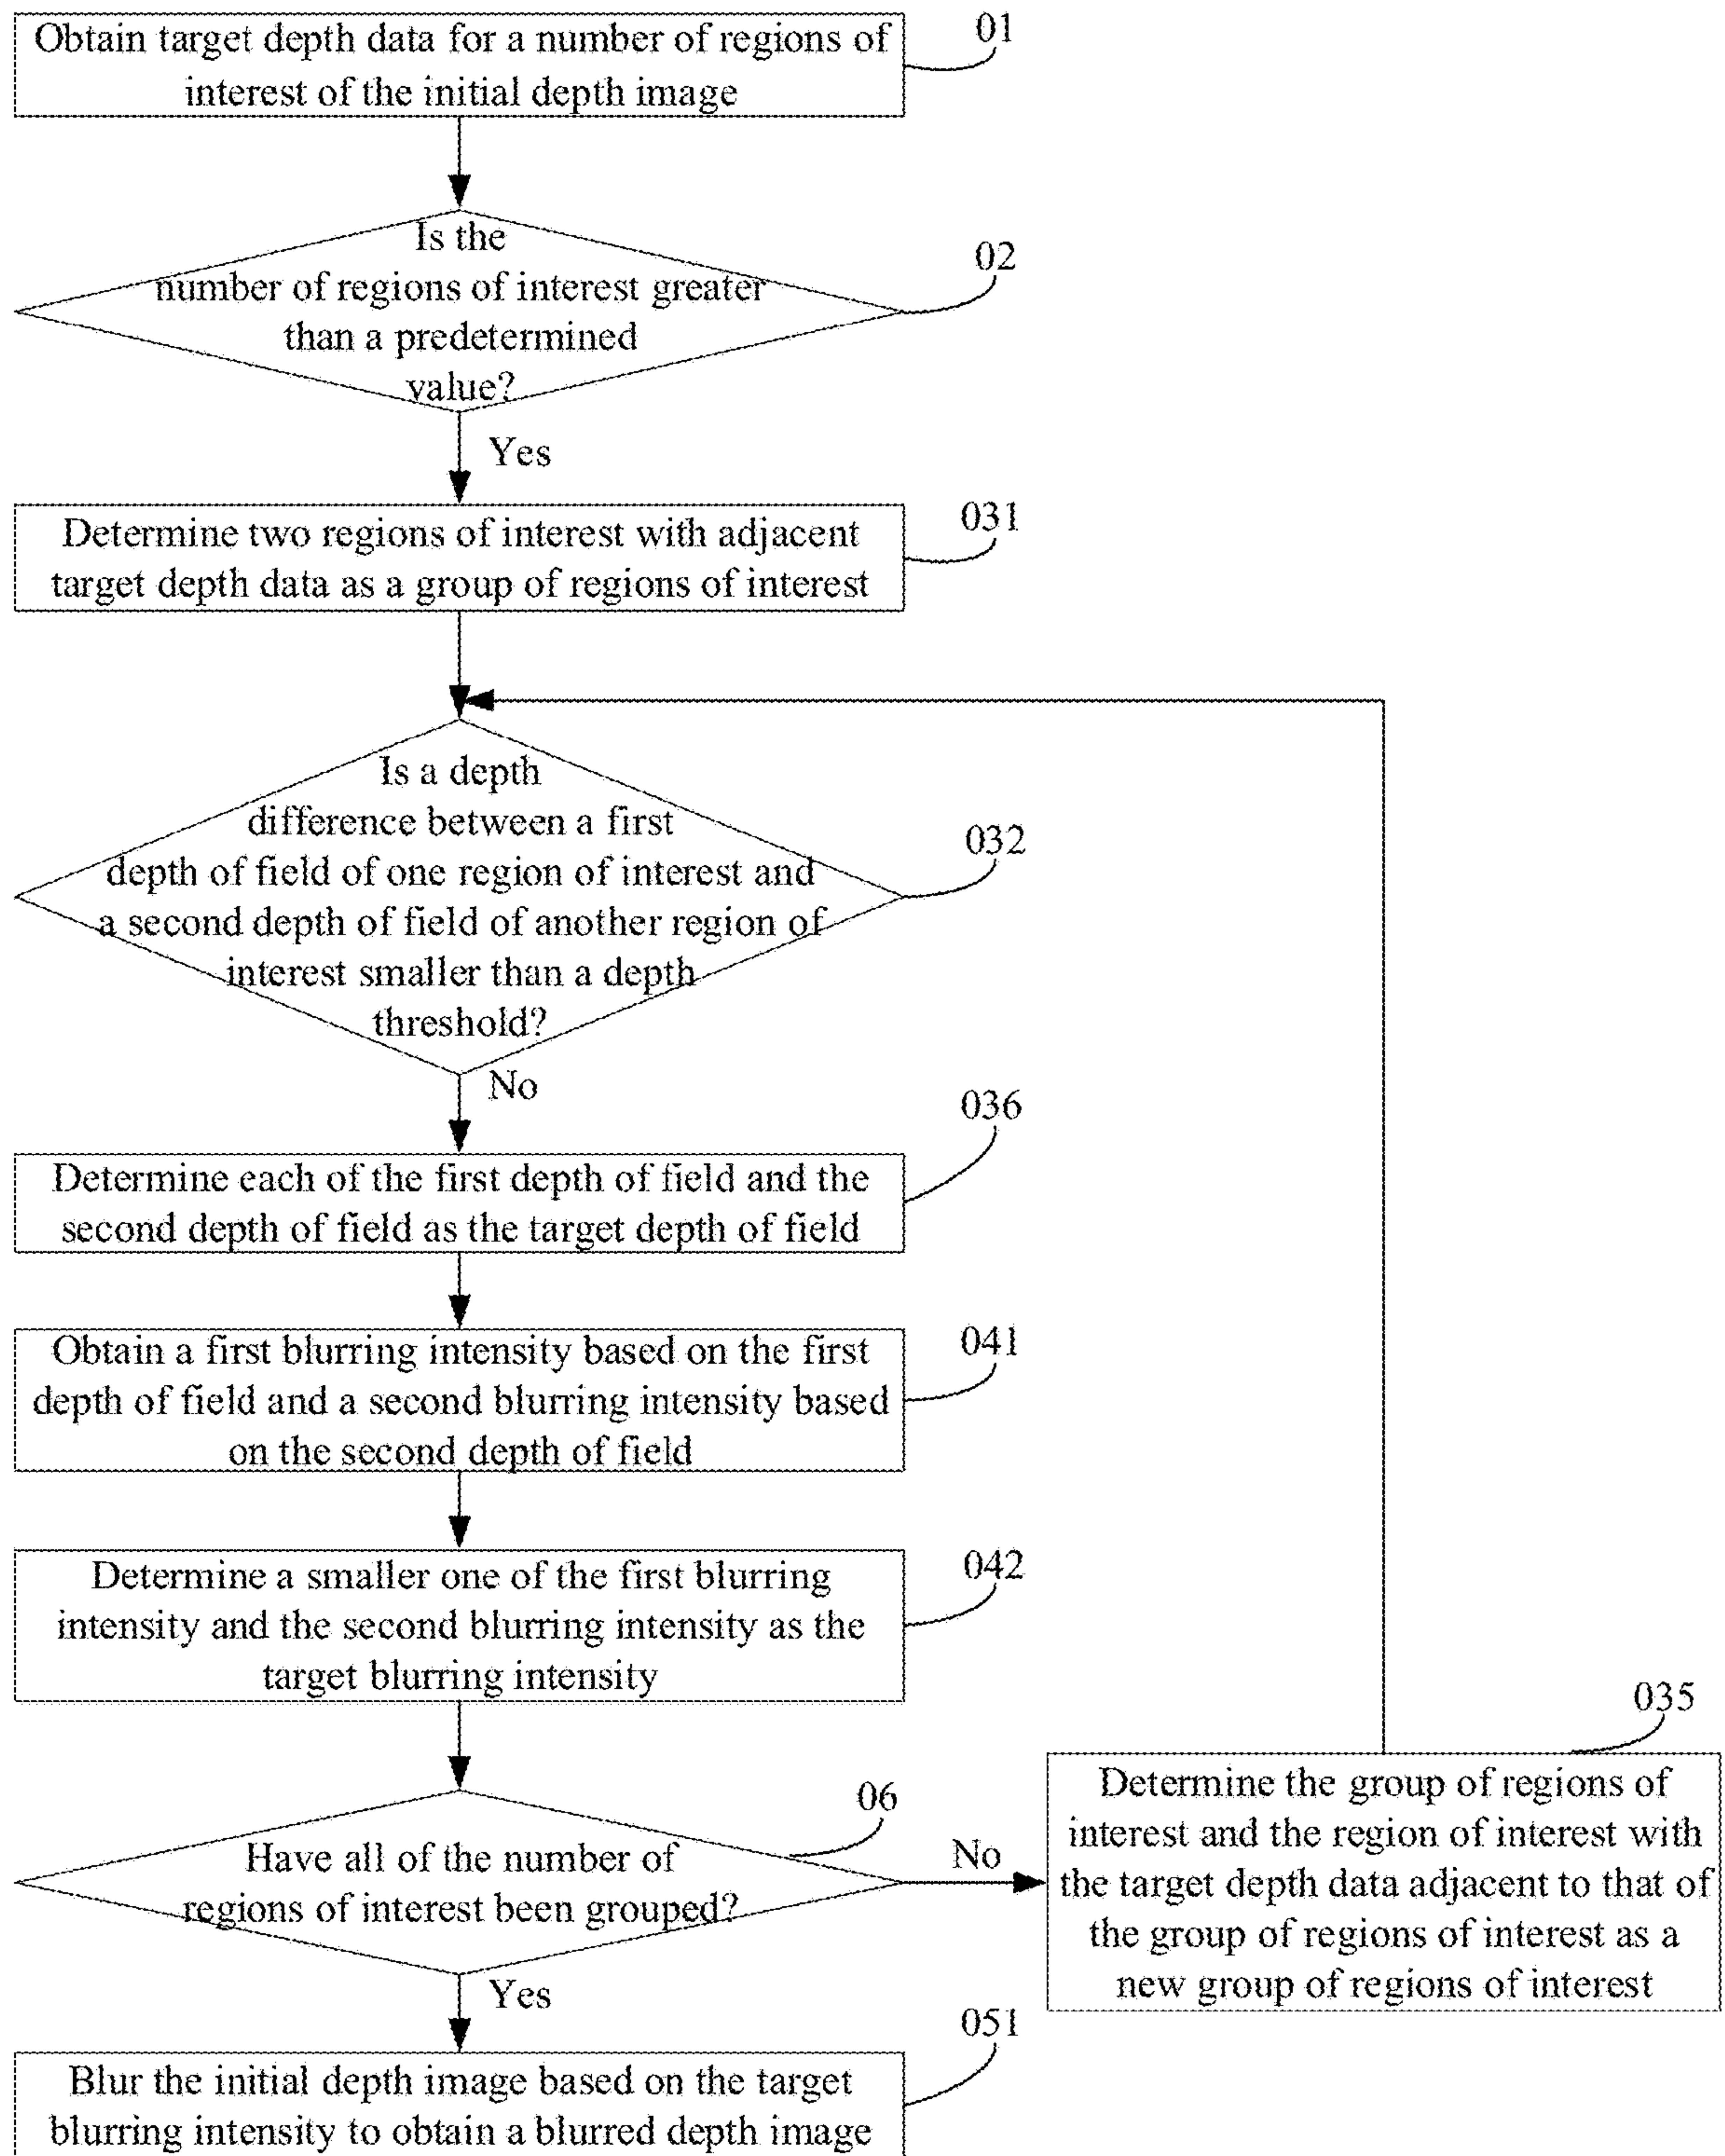 Obtain target depth data for a number of regions of
interest of the initial depth image
01
Is the
number of regions of interest greater
than a predetermined
value?
02
Yes
Determine two regions of interest with adjacent
target depth data as a group of regions of interest
031
Is a depth
difference between a first
depth of field of one region of interest and
a second depth of field of another region of
interest smaller than a depth
threshold?
032
No
Determine each of the first depth of field and the
second depth of field as the target depth of field
036
Obtain a first blurring intensity based on the first
depth of field and a second blurring intensity based
on the second depth of field
041
Determine a smaller one of the first blurring
intensity and the second blurring intensity as the
target blurring intensity
042
Have all of the number of
regions of interest been grouped?
06
No
Determine the group of regions of
interest and the region of interest with
the target depth data adjacent to that of
the group of regions of interest as a
new group of regions of interest
035
Yes
Blur the initial depth image based on the target
blurring intensity to obtain a blurred depth image
051